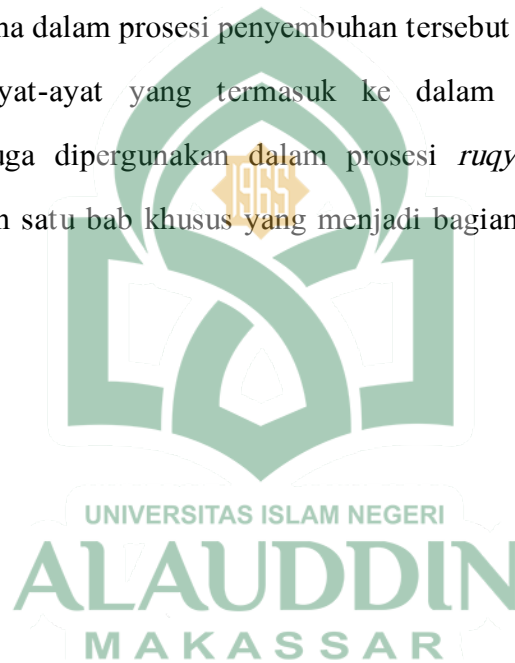 na dalam prosesi penyembuhan tersebut
yat-ayat yang termasuk ke dalam
uga dipergunakan dalam prosesi ruqy
n satu bab khusus yang menjadi bagian
1965
UNIVERSITAS ISLAM NEGERI
ALAUDDIN
MAKASSAR